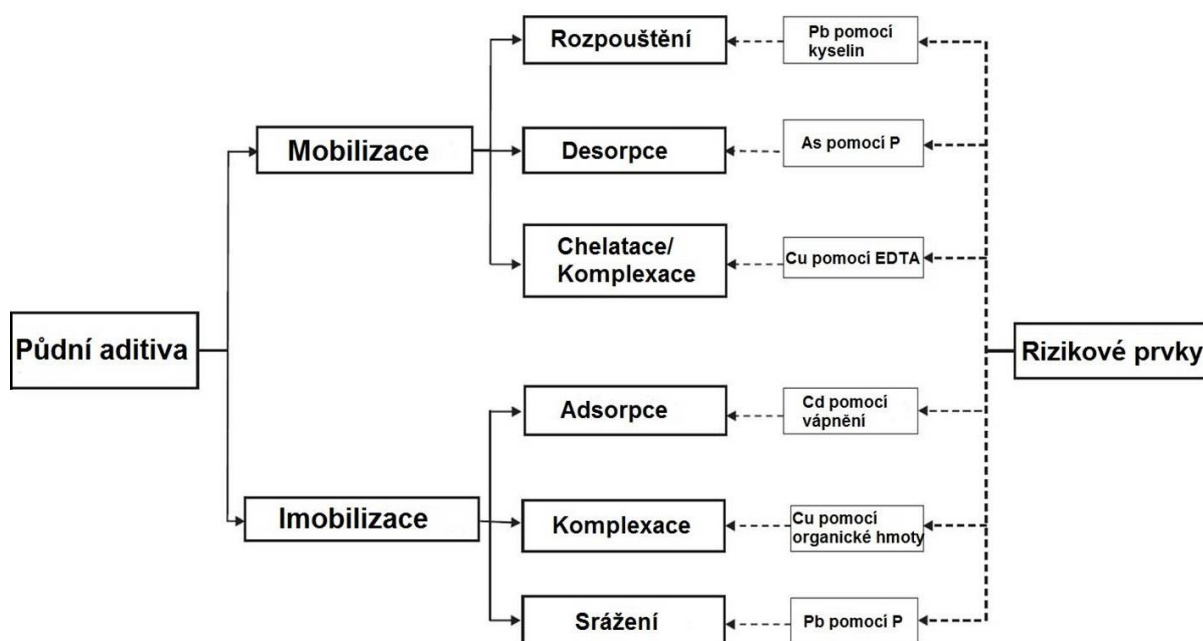 Rozpouštění
Pb pomocí
kyselin
Mobilizace
Desorpce
As pomocí P
Chelatace/
Komplexace
Cu pomocí EDTA
Půdní aditiva
Rizikové prvky
Adsorpce
Cd pomocí
vápnění
Imobilizace
Komplexace
Cu pomocí
organické hmoty
Srážení
Pb pomocí P